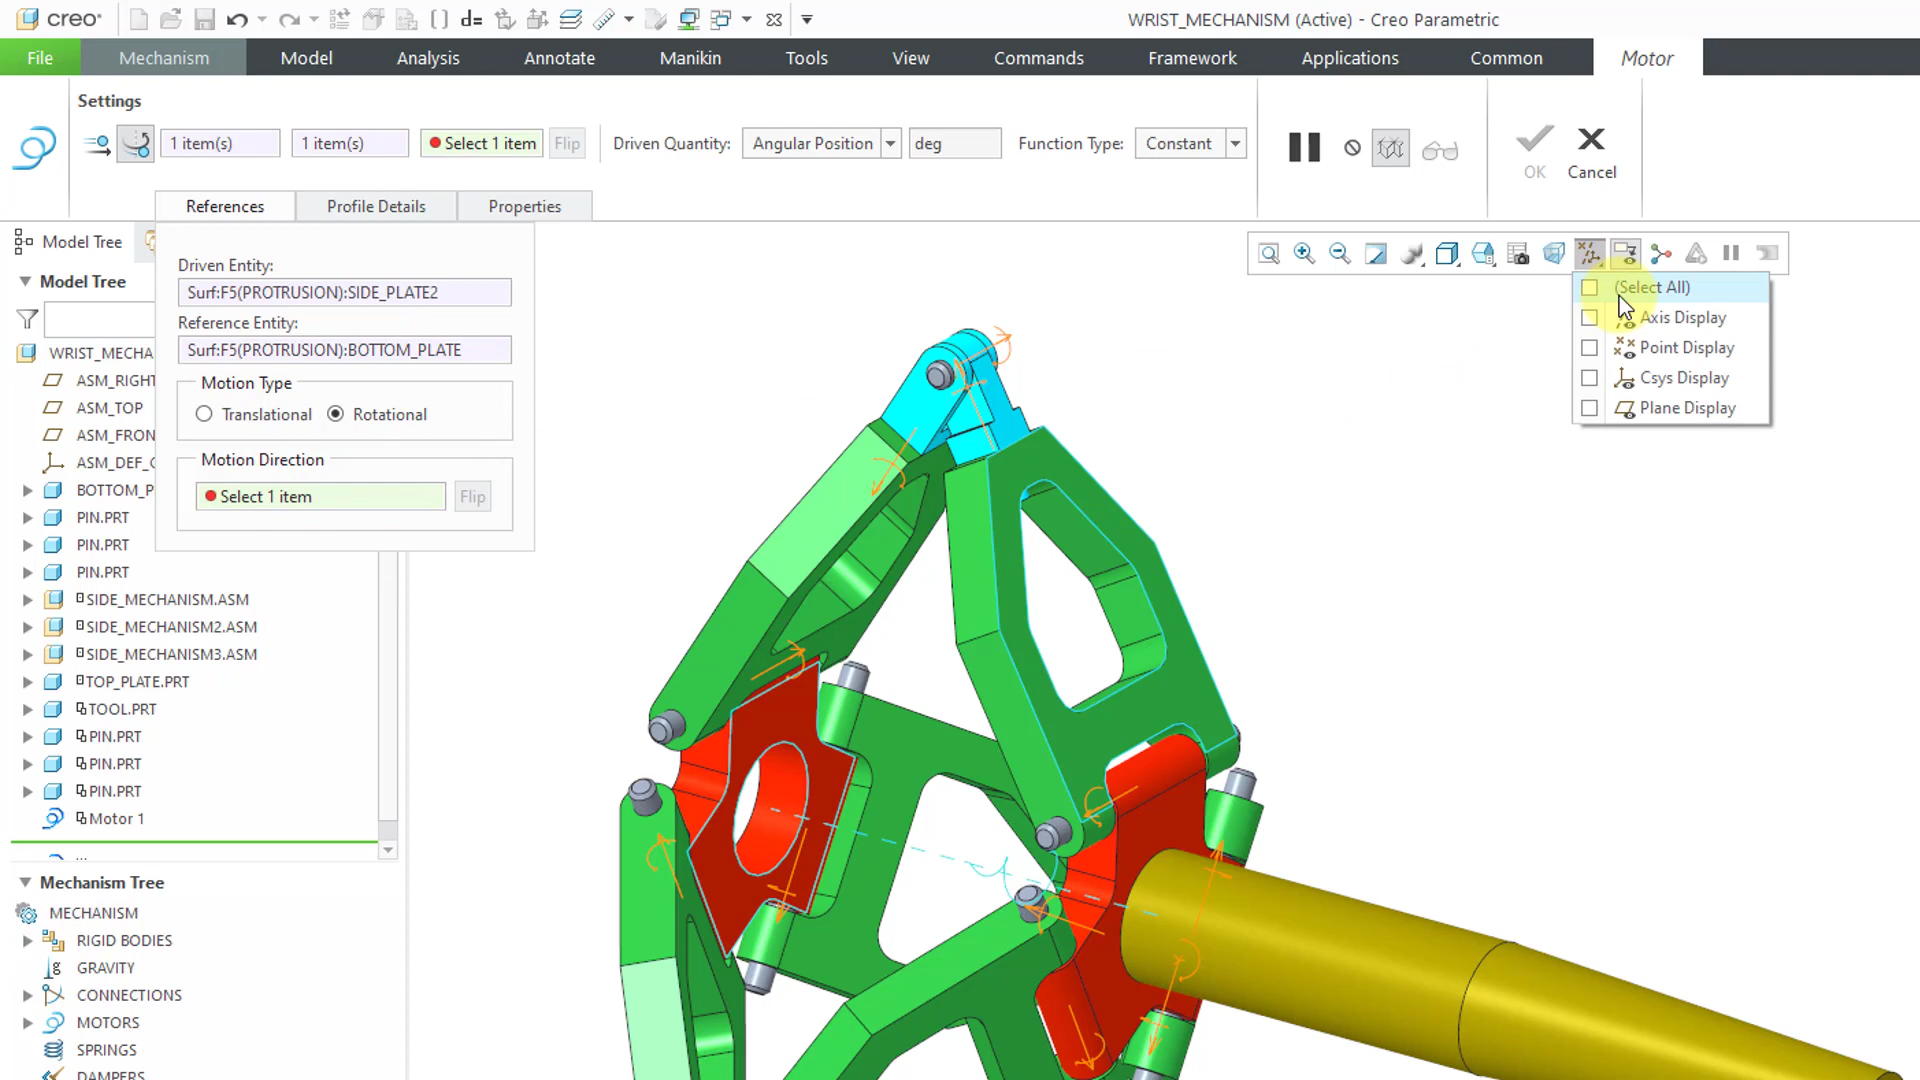 creo
d=
WRIST_MECHANISM (Active) - Creo Parametric
File
Mechanism
Model
Analysis
Annotate
Manikin
Tools
View
Commands
Framework
Applications
Common
Motor
Settings
1 item(s)
1 item(s)
Select 1 item
Flip
Driven Quantity:
Angular Position
deg
Function Type:
Constant
OK
Cancel
References
Profile Details
Properties
Model Tree
Driven Entity:
Surf:F5(PROTRUSION):SIDE_PLATE2
Reference Entity:
Surf:F5(PROTRUSION):BOTTOM_PLATE
Motion Type
Translational
Rotational
Motion Direction
Select 1 item
Flip
(Select All)
Axis Display
Point Display
Csys Display
Plane Display
Model Tree
WRIST_MECHA
ASM_RIGHT
ASM_TOP
ASM_FRON
ASM_DEF_C
BOTTOM_P
PIN.PRT
PIN.PRT
PIN.PRT
SIDE_MECHANISM.ASM
SIDE_MECHANISM2.ASM
SIDE_MECHANISM3.ASM
TOP_PLATE.PRT
TOOL.PRT
PIN.PRT
PIN.PRT
PIN.PRT
Motor 1
...
Mechanism Tree
MECHANISM
RIGID BODIES
GRAVITY
CONNECTIONS
MOTORS
SPRINGS
DAMPERS